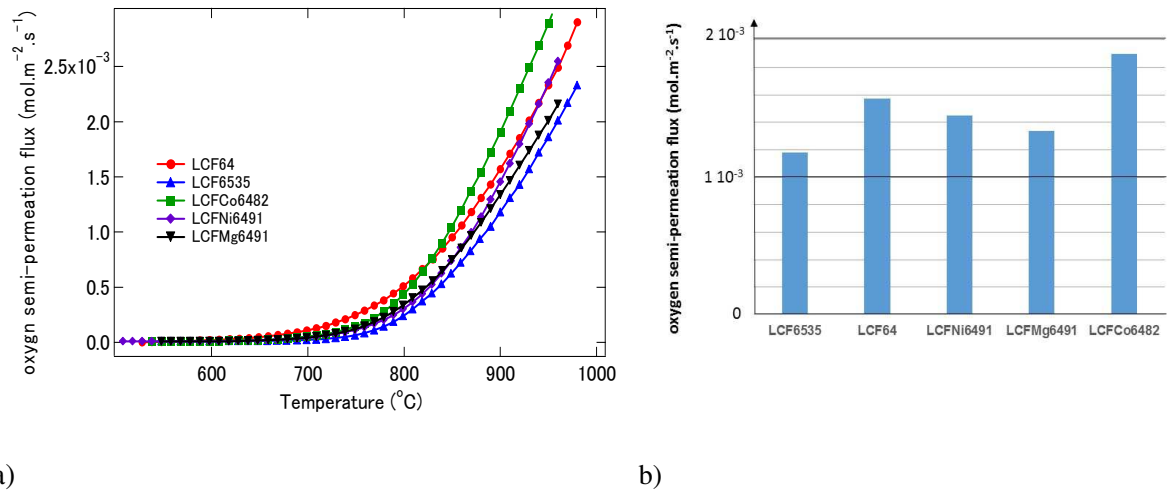 oxygn semi-permeation flux (mol.m⁻².s⁻¹)
2.5x10⁻³
2.0
1.5
1.0
0.5
0.0
LCF64
LCF6535
LCFCo6482
LCFNi6491
LCFMg6491
600 700 800 900 1000
Temperature (°C)
a)
oxygen semi-permeation flux (mol.m⁻².s⁻¹)
2 10⁻³
1 10⁻³
0
LCF6535 LCF64 LCFNi6491 LCFMg6491 LCFCo6482
b)